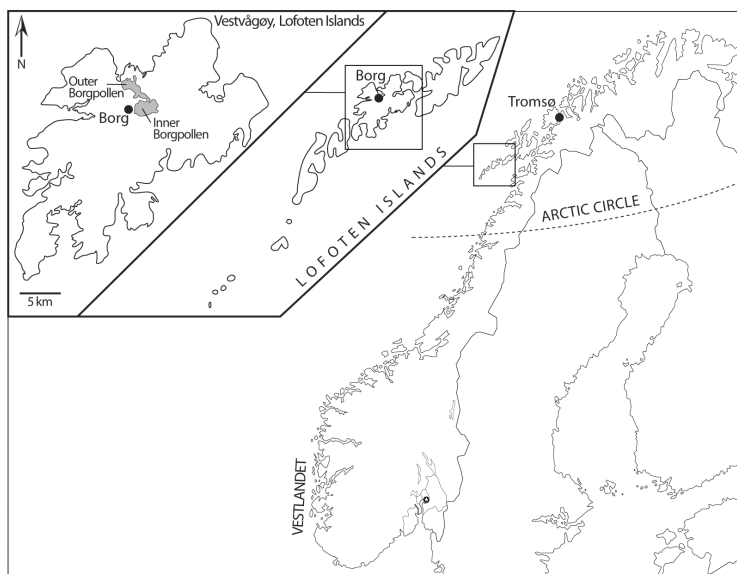 Vestvågøy, Lofoten Islands
N
Outer
Borgpollen
Borg
Inner
Borgpollen
5 km
Borg
LOFOTEN ISLANDS
Tromsø
ARCTIC CIRCLE
VESTLANDET